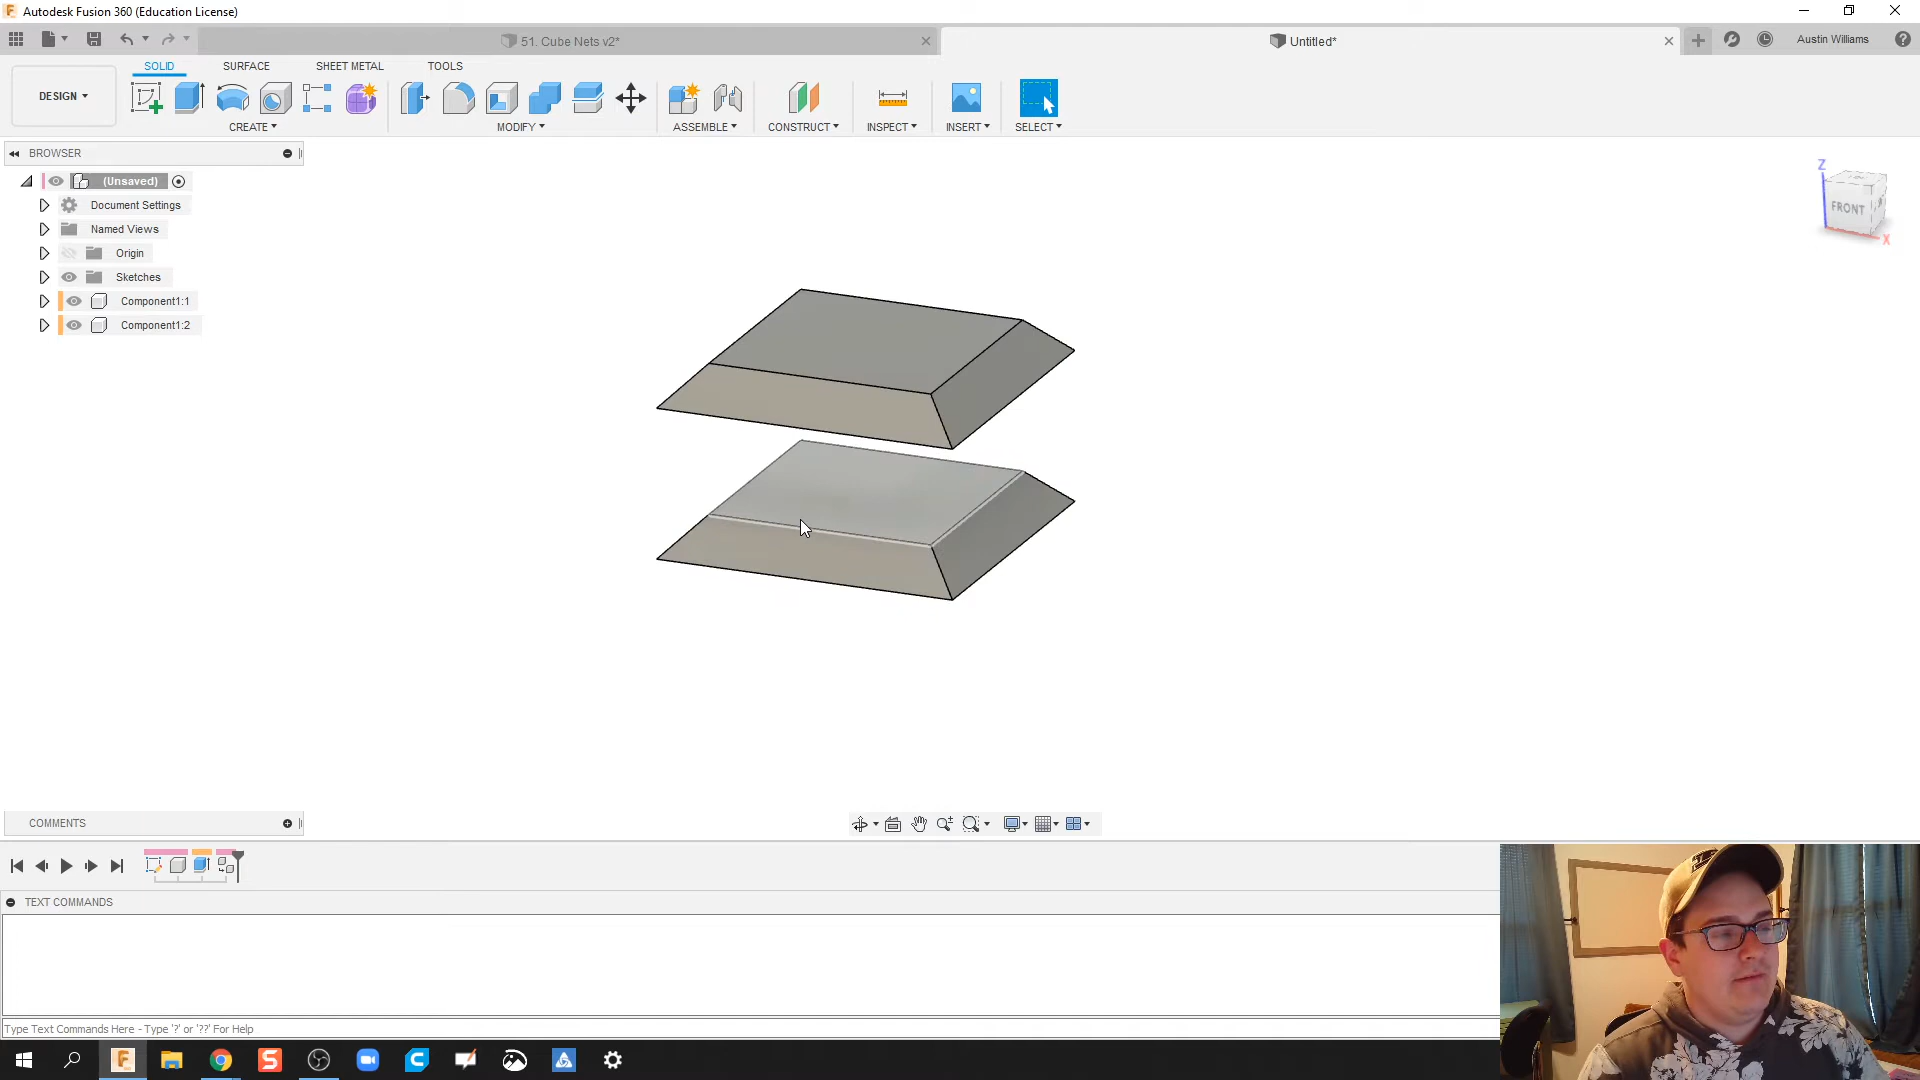 Autodesk Fusion 360 (Education License)
51. Cube Nets v2*
Untitled*
Austin Williams
DESIGN
SOLID
SURFACE
SHEET METAL
TOOLS
CREATE
MODIFY
ASSEMBLE
CONSTRUCT
INSPECT
INSERT
SELECT
BROWSER
(Unsaved)
Document Settings
Named Views
Origin
Sketches
Component1:1
Component1:2
Z
FRONT
X
COMMENTS
TEXT COMMANDS
Type Text Commands Here - Type '?' or '??' For Help